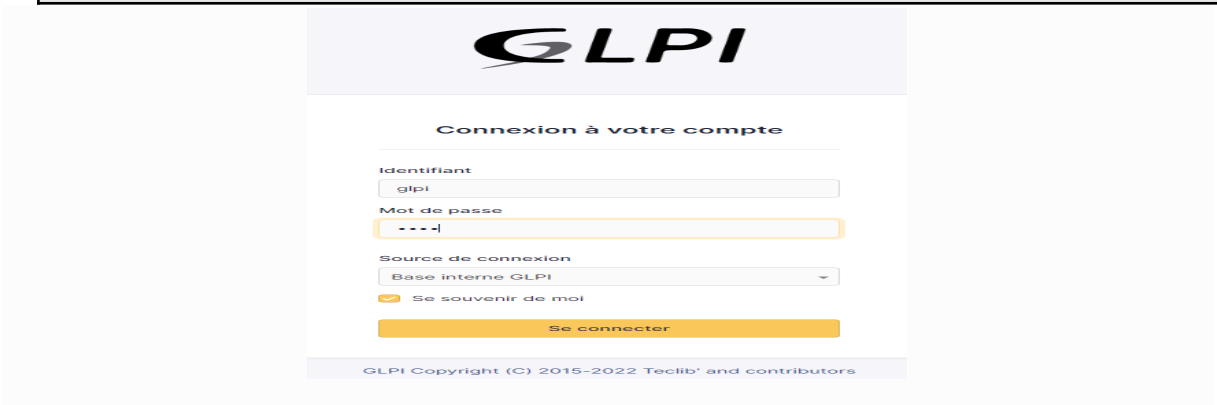 GLPI
Connexion à votre compte
Identifiant
glpi
Mot de passe
••••
Source de connexion
Base interne GLPI
Se souvenir de moi
Se connecter
GLPI Copyright (C) 2015-2022 Teclib' and contributors